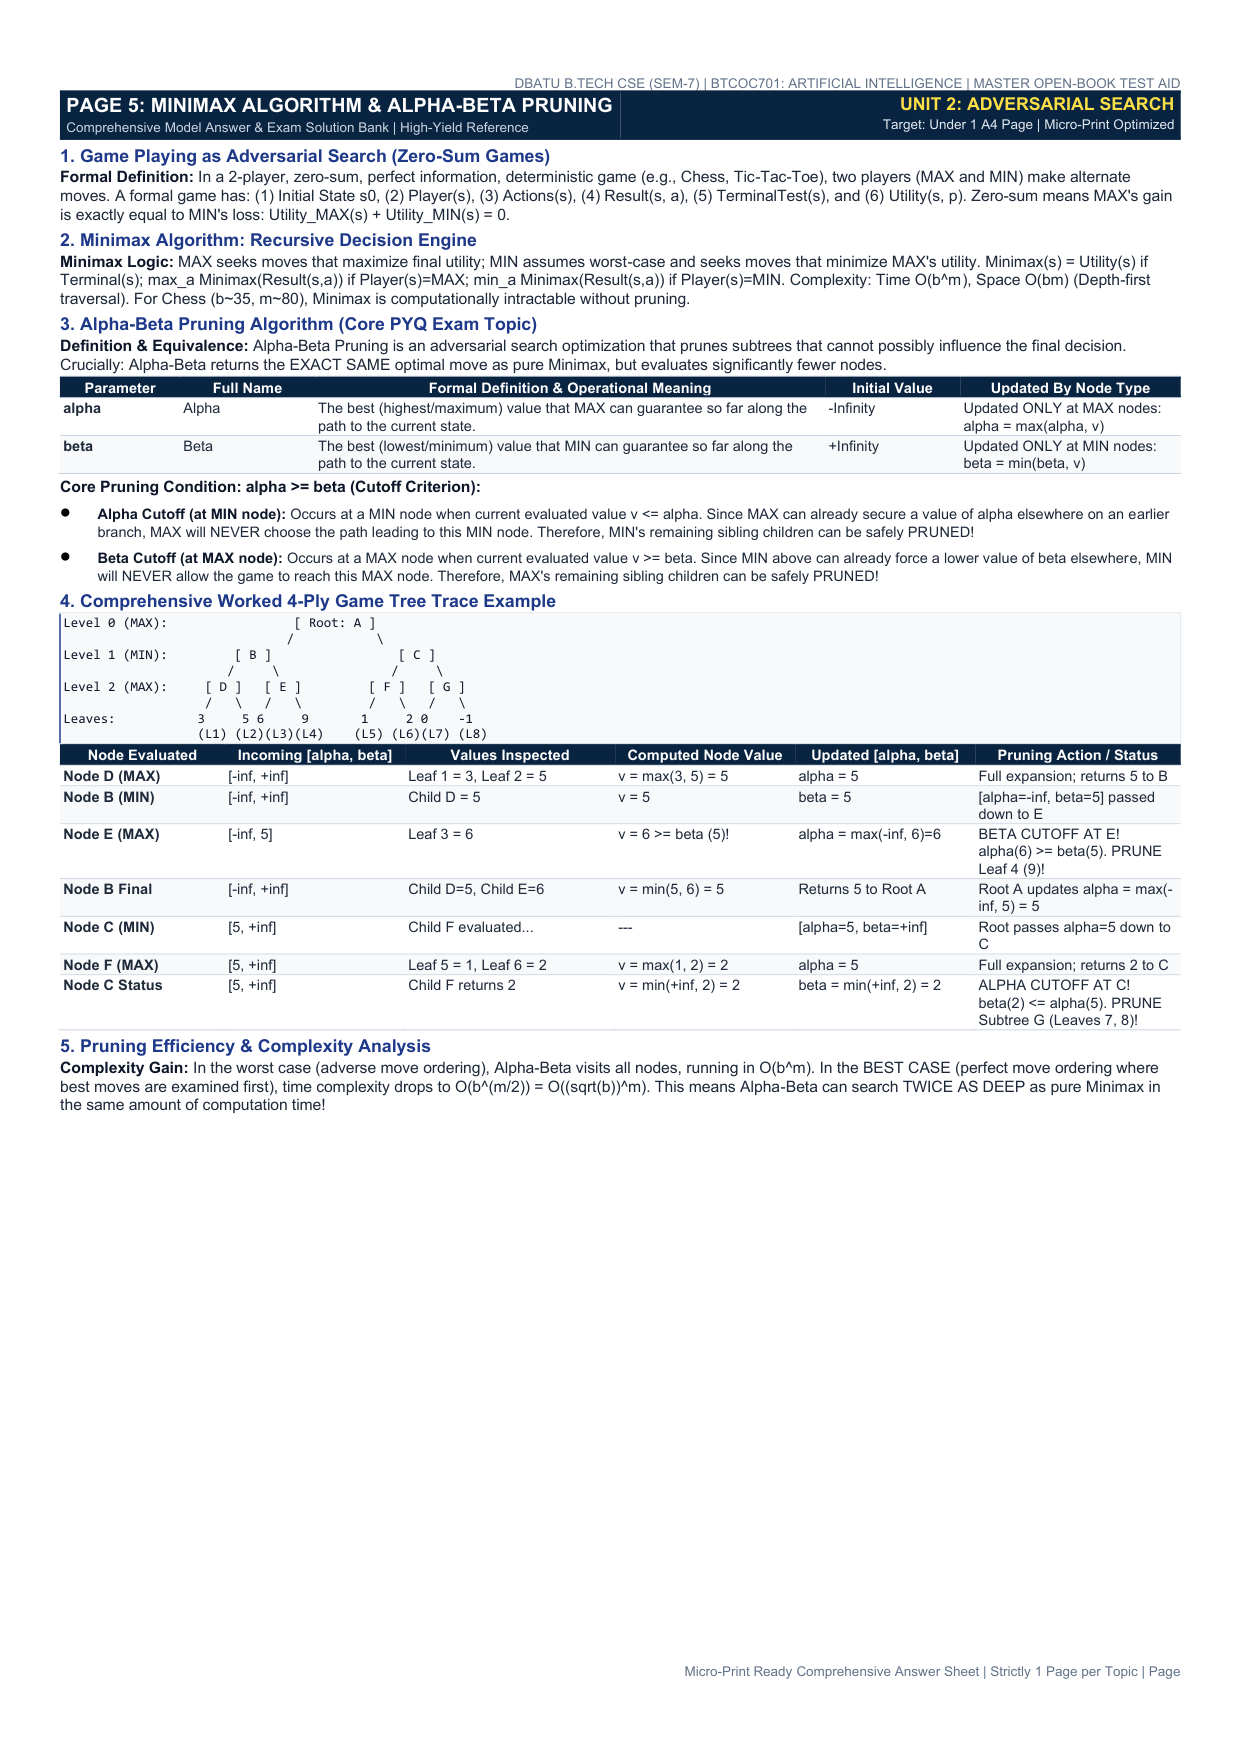 DBATU B.TECH CSE (SEM-7) | BTCOC701: ARTIFICIAL INTELLIGENCE | MASTER OPEN-BOOK TEST AID
PAGE 5: MINIMAX ALGORITHM & ALPHA-BETA PRUNING
Comprehensive Model Answer & Exam Solution Bank | High-Yield Reference
UNIT 2: ADVERSARIAL SEARCH
Target: Under 1 A4 Page | Micro-Print Optimized
1. Game Playing as Adversarial Search (Zero-Sum Games)
Formal Definition: In a 2-player, zero-sum, perfect information, deterministic game (e.g., Chess, Tic-Tac-Toe), two players (MAX and MIN) make alternate
moves. A formal game has: (1) Initial State s0, (2) Player(s), (3) Actions(s), (4) Result(s, a), (5) TerminalTest(s), and (6) Utility(s, p). Zero-sum means MAX's gain
is exactly equal to MIN's loss: Utility_MAX(s) + Utility_MIN(s) = 0.
2. Minimax Algorithm: Recursive Decision Engine
Minimax Logic: MAX seeks moves that maximize final utility; MIN assumes worst-case and seeks moves that minimize MAX's utility. Minimax(s) = Utility(s) if
Terminal(s); max_a Minimax(Result(s,a)) if Player(s)=MAX; min_a Minimax(Result(s,a)) if Player(s)=MIN. Complexity: Time O(b^m), Space O(bm) (Depth-first
traversal). For Chess (b~35, m~80), Minimax is computationally intractable without pruning.
3. Alpha-Beta Pruning Algorithm (Core PYQ Exam Topic)
Definition & Equivalence: Alpha-Beta Pruning is an adversarial search optimization that prunes subtrees that cannot possibly influence the final decision.
Crucially: Alpha-Beta returns the EXACT SAME optimal move as pure Minimax, but evaluates significantly fewer nodes.
Parameter Full Name Formal Definition & Operational Meaning Initial Value Updated By Node Type
alpha Alpha The best (highest/maximum) value that MAX can guarantee so far along the -Infinity Updated ONLY at MAX nodes:
path to the current state. alpha = max(alpha, v)
beta Beta The best (lowest/minimum) value that MIN can guarantee so far along the +Infinity Updated ONLY at MIN nodes:
path to the current state. beta = min(beta, v)
Core Pruning Condition: alpha >= beta (Cutoff Criterion):
● Alpha Cutoff (at MIN node): Occurs at a MIN node when current evaluated value v <= alpha. Since MAX can already secure a value of alpha elsewhere on an earlier
branch, MAX will NEVER choose the path leading to this MIN node. Therefore, MIN's remaining sibling children can be safely PRUNED!
● Beta Cutoff (at MAX node): Occurs at a MAX node when current evaluated value v >= beta. Since MIN above can already force a lower value of beta elsewhere, MIN
will NEVER allow the game to reach this MAX node. Therefore, MAX's remaining sibling children can be safely PRUNED!
4. Comprehensive Worked 4-Ply Game Tree Trace Example
Level 0 (MAX): [ Root: A ]
/ \
Level 1 (MIN): [ B ] [ C ]
/ \ / \
Level 2 (MAX): [ D ] [ E ] [ F ] [ G ]
/ \ / \ / \ / \
Leaves: 3 5 6 9 1 2 0 -1
(L1) (L2)(L3)(L4) (L5) (L6)(L7) (L8)
Node Evaluated Incoming [alpha, beta] Values Inspected Computed Node Value Updated [alpha, beta] Pruning Action / Status
Node D (MAX) [-inf, +inf] Leaf 1 = 3, Leaf 2 = 5 v = max(3, 5) = 5 alpha = 5 Full expansion; returns 5 to B
Node B (MIN) [-inf, +inf] Child D = 5 v = 5 beta = 5 [alpha=-inf, beta=5] passed
down to E
Node E (MAX) [-inf, 5] Leaf 3 = 6 v = 6 >= beta (5)! alpha = max(-inf, 6)=6 BETA CUTOFF AT E!
alpha(6) >= beta(5). PRUNE
Leaf 4 (9)!
Node B Final [-inf, +inf] Child D=5, Child E=6 v = min(5, 6) = 5 Returns 5 to Root A Root A updates alpha = max(-
inf, 5) = 5
Node C (MIN) [5, +inf] Child F evaluated... --- [alpha=5, beta=+inf] Root passes alpha=5 down to
C
Node F (MAX) [5, +inf] Leaf 5 = 1, Leaf 6 = 2 v = max(1, 2) = 2 alpha = 5 Full expansion; returns 2 to C
Node C Status [5, +inf] Child F returns 2 v = min(+inf, 2) = 2 beta = min(+inf, 2) = 2 ALPHA CUTOFF AT C!
beta(2) <= alpha(5). PRUNE
Subtree G (Leaves 7, 8)!
5. Pruning Efficiency & Complexity Analysis
Complexity Gain: In the worst case (adverse move ordering), Alpha-Beta visits all nodes, running in O(b^m). In the BEST CASE (perfect move ordering where
best moves are examined first), time complexity drops to O(b^(m/2)) = O((sqrt(b))^m). This means Alpha-Beta can search TWICE AS DEEP as pure Minimax in
the same amount of computation time!
Micro-Print Ready Comprehensive Answer Sheet | Strictly 1 Page per Topic | Page